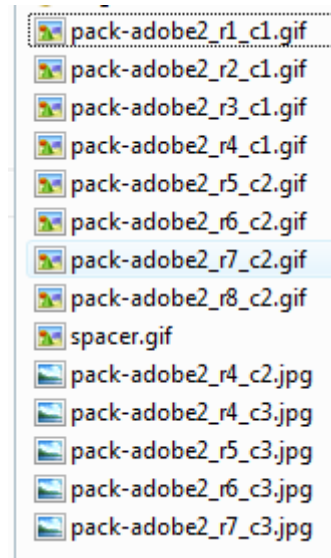 pack-adobe2_r1_c1.gif
pack-adobe2_r2_c1.gif
pack-adobe2_r3_c1.gif
pack-adobe2_r4_c1.gif
pack-adobe2_r5_c2.gif
pack-adobe2_r6_c2.gif
pack-adobe2_r7_c2.gif
pack-adobe2_r8_c2.gif
spacer.gif
pack-adobe2_r4_c2.jpg
pack-adobe2_r4_c3.jpg
pack-adobe2_r5_c3.jpg
pack-adobe2_r6_c3.jpg
pack-adobe2_r7_c3.jpg